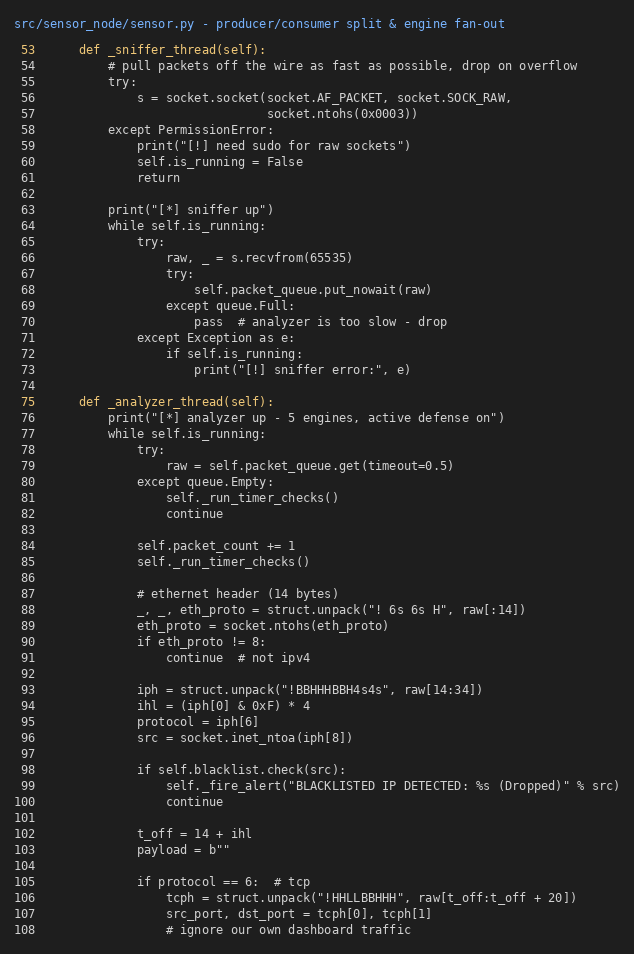 src/sensor_node/sensor.py - producer/consumer split & engine fan-out
53      def _sniffer_thread(self):
54          # pull packets off the wire as fast as possible, drop on overflow
55          try:
56              s = socket.socket(socket.AF_PACKET, socket.SOCK_RAW,
57                                socket.ntohs(0x0003))
58          except PermissionError:
59              print("[!] need sudo for raw sockets")
60              self.is_running = False
61              return
62
63          print("[*] sniffer up")
64          while self.is_running:
65              try:
66                  raw, _ = s.recvfrom(65535)
67                  try:
68                      self.packet_queue.put_nowait(raw)
69                  except queue.Full:
70                      pass  # analyzer is too slow - drop
71              except Exception as e:
72                  if self.is_running:
73                      print("[!] sniffer error:", e)
74
75      def _analyzer_thread(self):
76          print("[*] analyzer up - 5 engines, active defense on")
77          while self.is_running:
78              try:
79                  raw = self.packet_queue.get(timeout=0.5)
80              except queue.Empty:
81                  self._run_timer_checks()
82                  continue
83
84              self.packet_count += 1
85              self._run_timer_checks()
86
87              # ethernet header (14 bytes)
88              _, _, eth_proto = struct.unpack("! 6s 6s H", raw[:14])
89              eth_proto = socket.ntohs(eth_proto)
90              if eth_proto != 8:
91                  continue  # not ipv4
92
93              iph = struct.unpack("!BBHHHBBH4s4s", raw[14:34])
94              ihl = (iph[0] & 0xF) * 4
95              protocol = iph[6]
96              src = socket.inet_ntoa(iph[8])
97
98              if self.blacklist.check(src):
99                  self._fire_alert("BLACKLISTED IP DETECTED: %s (Dropped)" % src)
100                  continue
101
102              t_off = 14 + ihl
103              payload = b""
104
105              if protocol == 6:  # tcp
106                  tcph = struct.unpack("!HHLLBBHHH", raw[t_off:t_off + 20])
107                  src_port, dst_port = tcph[0], tcph[1]
108                  # ignore our own dashboard traffic